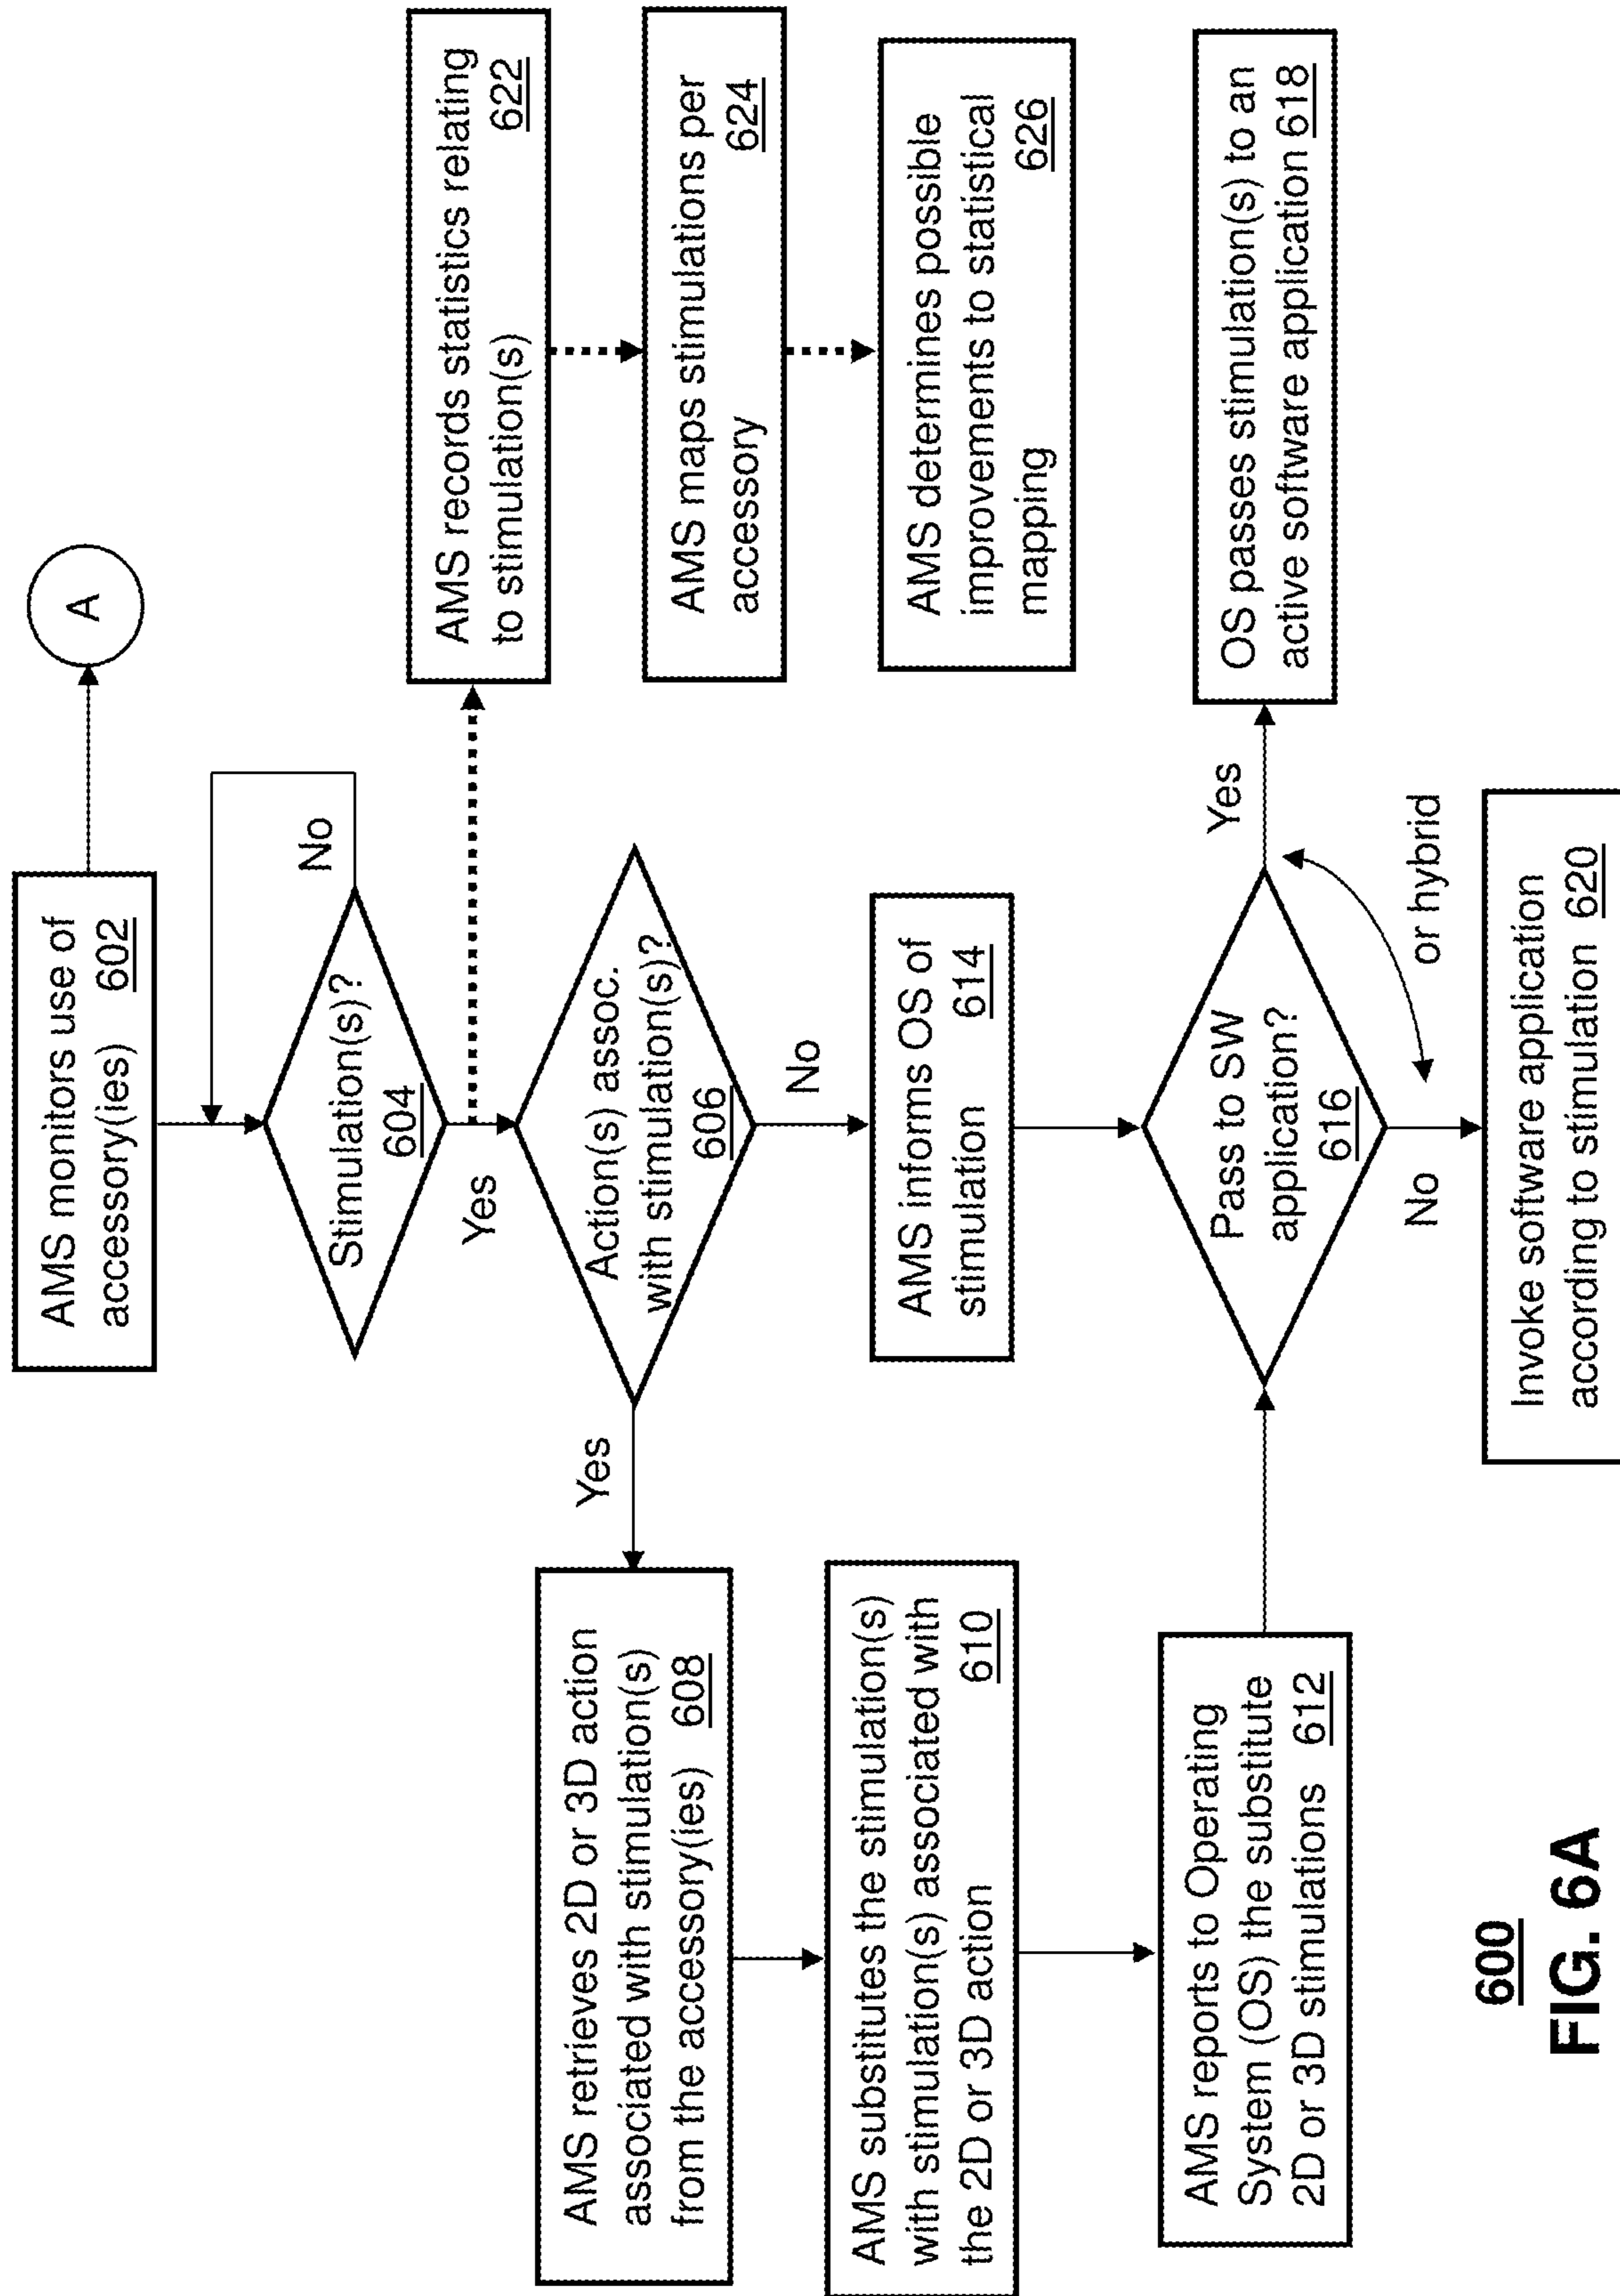 AMS monitors use of
accessory(ies) 602
A
Stimulation(s)?
604
No
Yes
AMS records statistics relating
to stimulation(s) 622
AMS maps stimulations per
accessory 624
AMS determines possible
improvements to statistical
mapping 626
Action(s) assoc.
with stimulation(s)?
606
Yes
No
AMS retrieves 2D or 3D action
associated with stimulation(s)
from the accessory(ies) 608
AMS substitutes the stimulation(s)
with stimulation(s) associated with
the 2D or 3D action 610
AMS reports to Operating
System (OS) the substitute
2D or 3D stimulations 612
AMS informs OS of
stimulation 614
Pass to SW
application?
616
Yes
No
or hybrid
OS passes stimulation(s) to an
active software application 618
Invoke software application
according to stimulation 620
600
FIG. 6A